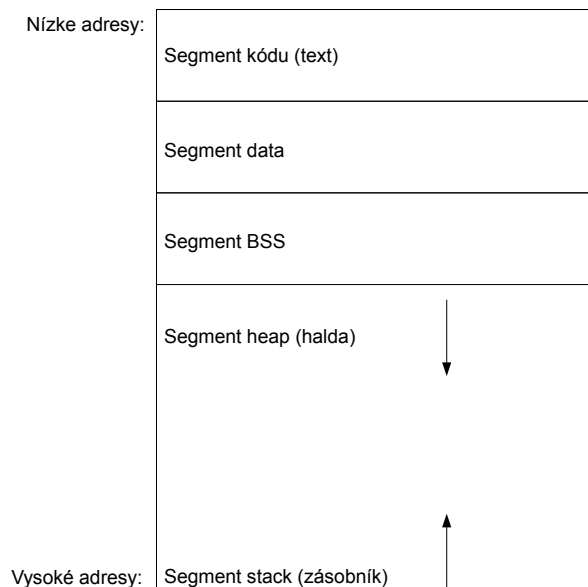 Nízke adresy:
Segment kódu (text)
Segment data
Segment BSS
Segment heap (halda)
Vysoké adresy:
Segment stack (zásobník)